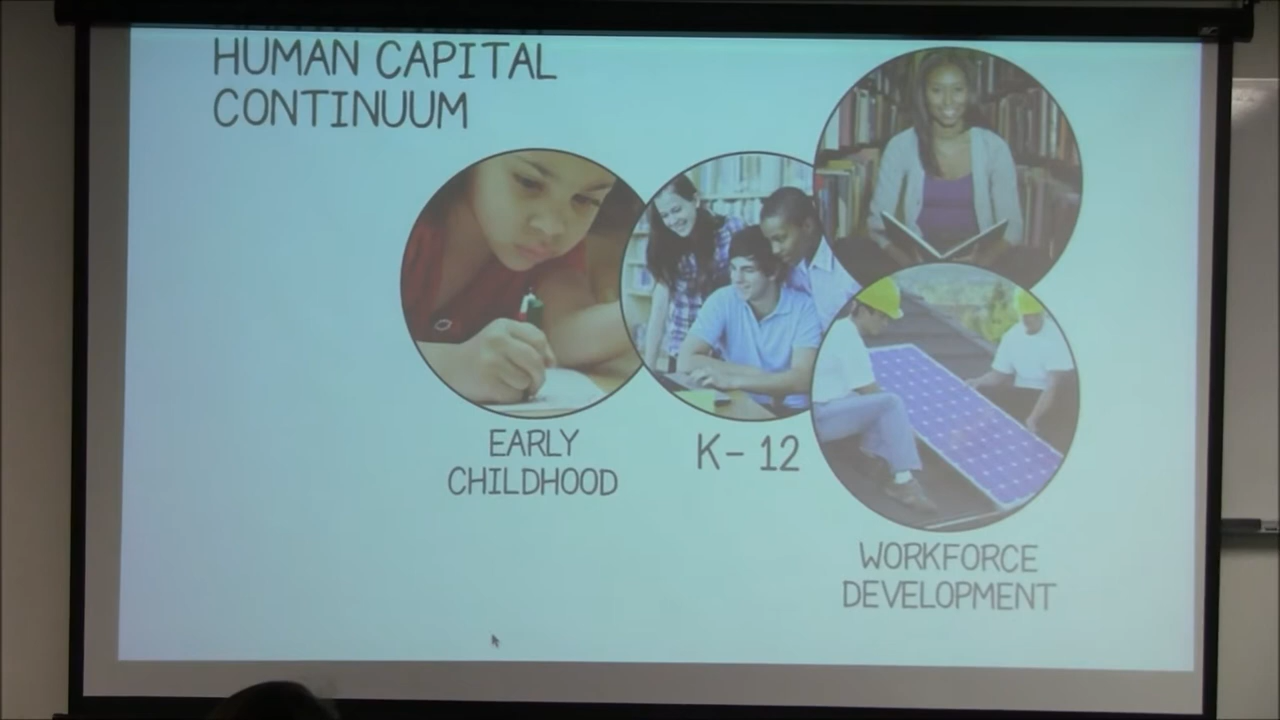 HUMAN CAPITAL
CONTINUUM
EARLY
CHILDHOOD
K- 12
WORKFORCE
DEVELOPMENT